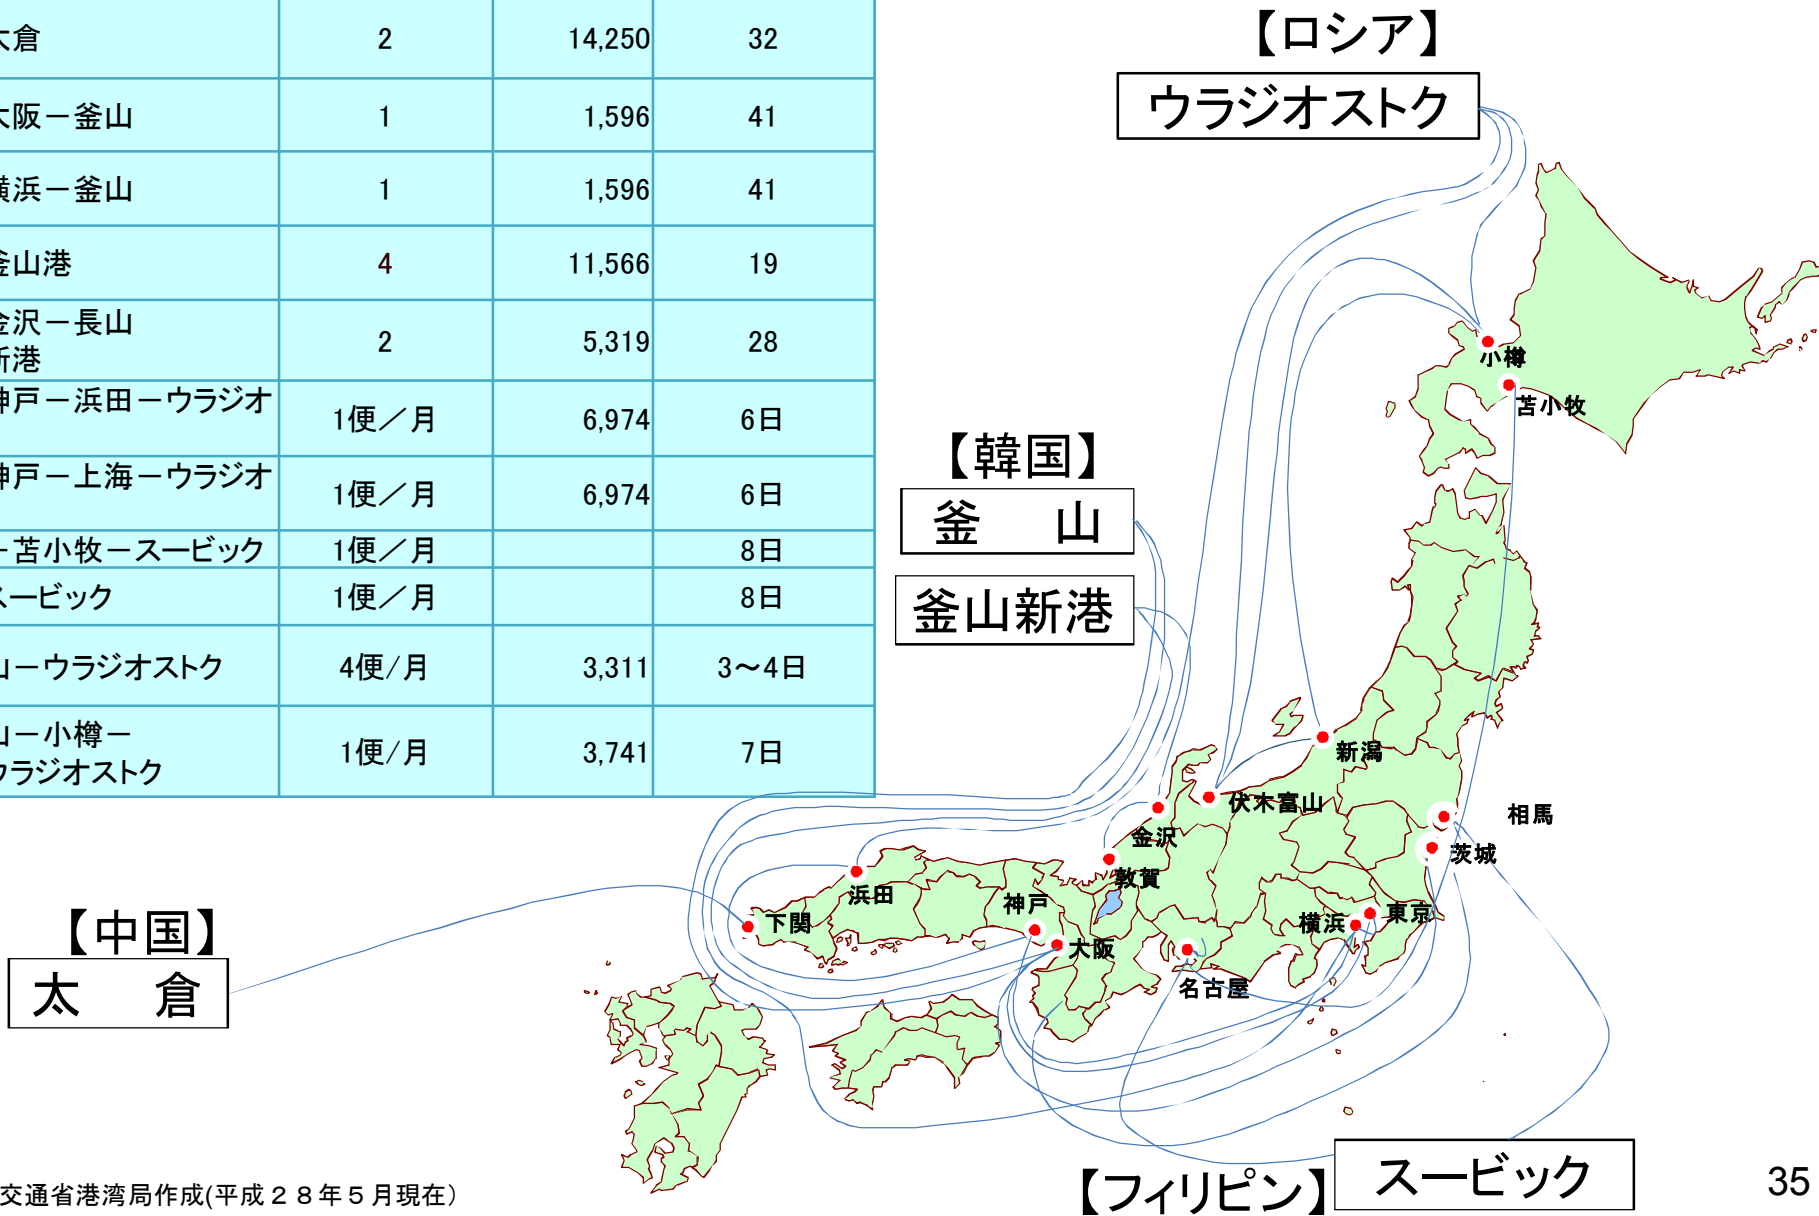 太倉 2 14,250 32
大阪－釜山 1 1,596 41
横浜－釜山 1 1,596 41
釜山港 4 11,566 19
金沢－長山
新港 2 5,319 28
神戸－浜田－ウラジオ 1便／月 6,974 6日
神戸－上海－ウラジオ 1便／月 6,974 6日
－苫小牧－スービック 1便／月 8日
スービック 1便／月 8日
山－ウラジオストク 4便/月 3,311 3～4日
山－小樽－
ウラジオストク 1便/月 3,741 7日
【ロシア】
ウラジオストク
小樽
苫小牧
【韓国】
釜　山
釜山新港
新潟
伏木富山
相馬
金沢
茨城
敦賀
浜田
神戸
下関
横浜
東京
大阪
名古屋
【中国】
太　倉
【フィリピン】
スービック
交通省港湾局作成(平成２８年５月現在）
35